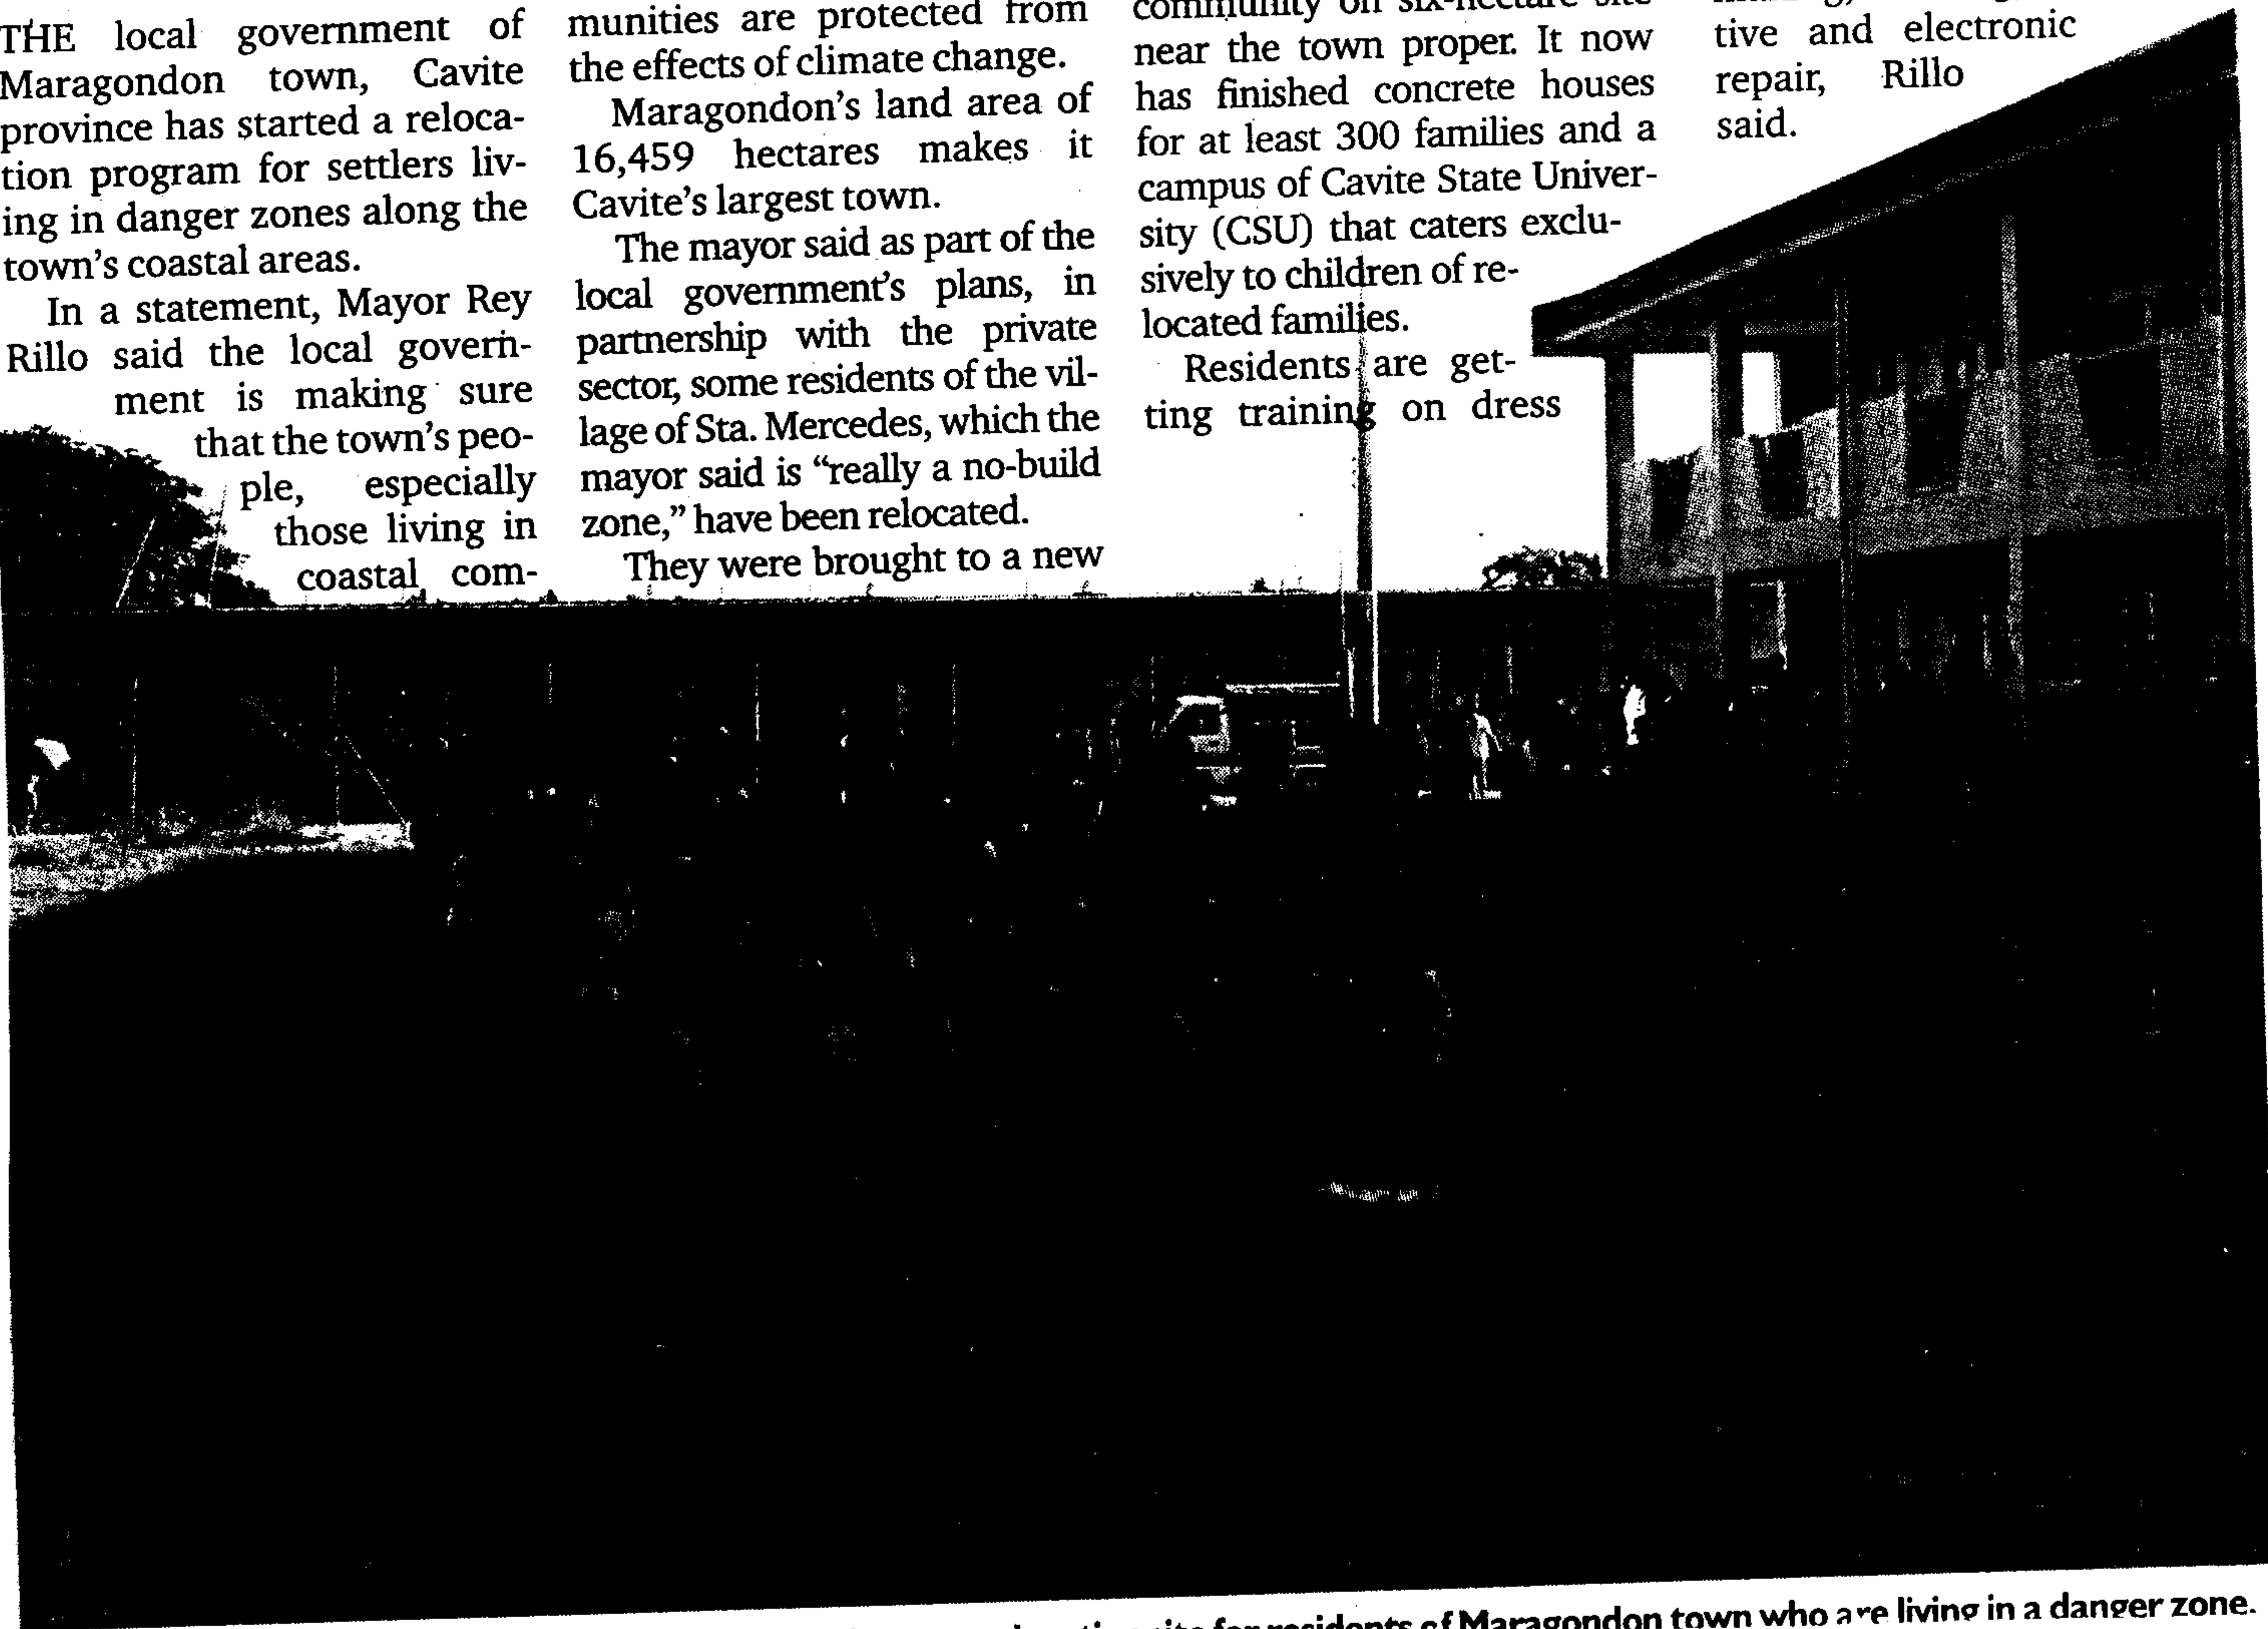 THE local government of
Maragondon town, Cavite
province has started a reloca-
tion program for settlers liv-
ing in danger zones along the
town's coastal areas.
In a statement, Mayor Rey
Rillo said the local govern-
ment is making sure
that the town's peo-
ple, especially
those living in
coastal com-
munities are protected from
the effects of climate change.
Maragondon's land area of
16,459 hectares makes it
Cavite's largest town.
The mayor said as part of the
local government's plans, in
partnership with the private
sector, some residents of the vil-
lage of Sta. Mercedes, which the
mayor said is “really a no-build
zone,” have been relocated.
They were brought to a new
community on six-hectare site
near the town proper. It now
has finished concrete houses
for at least 300 families and a
campus of Cavite State Univer-
sity (CSU) that caters exclu-
sively to children of re-
located families.
Residents are get-
ting training on dress
tive and electronic
repair, Rillo
said.
site for residents of Maragondon town who are living in a danger zone.